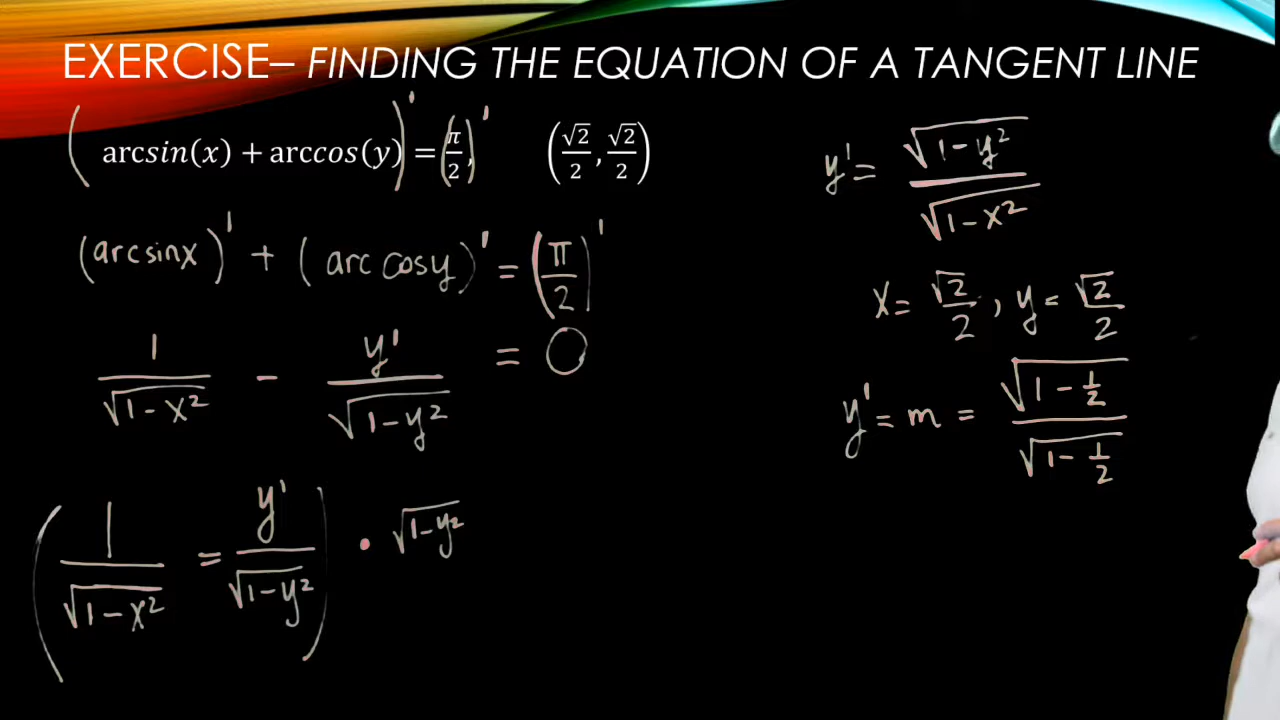 EXERCISE– FINDING THE EQUATION OF A TANGENT LINE
(arcsin(x) + arccos(y))' = (π/2,)' (√2/2, √2/2)
(arcsinx)' + (arccosy)' = (π/2)'
1/√(1-x²) - y'/√(1-y²) = 0
(1/√(1-x²) = y'/√(1-y²)) • √(1-y²)
y' = √(1-y²)/√(1-x²)
x = √2/2, y = √2/2
y' = m = √(1-1/2)/√(1-1/2)